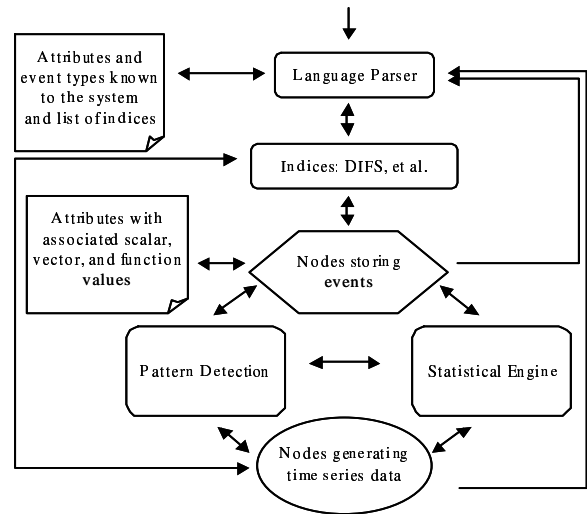 Attributes and
event types known
to the system
and list of indices
Language Parser
Indices: DIFS, et al.
Attributes with
associated scalar,
vector, and function
values
Nodes storing
events
Pattern Detection
Statistical Engine
Nodes generating
time series data